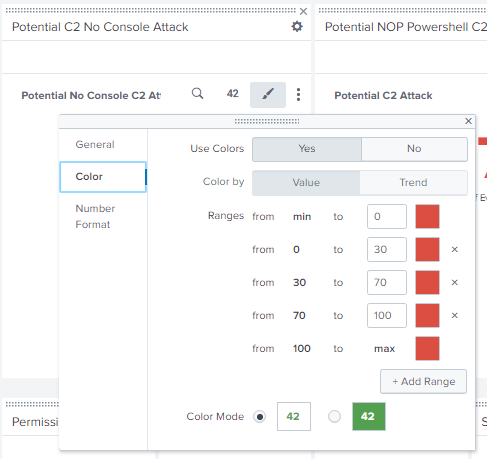 Potential C2 No Console Attack
Potential NOP Powershell C2
Potential No Console C2 At
42
Potential C2 Attack
General
Color
Number
Format
Use Colors Yes No
Color by Value Trend
Ranges from min to 0
from 0 to 30 ×
from 30 to 70 ×
from 70 to 100 ×
from 100 to max
+ Add Range
Color Mode 42 42
Permissi